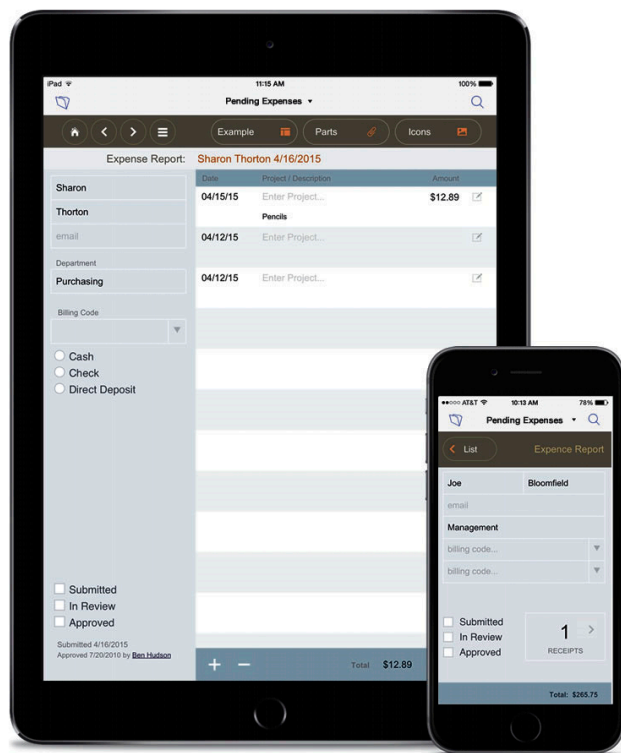 iPad 11:15 AM 100%
Pending Expenses
Example Parts Icons
Expense Report: Sharon Thorton 4/16/2015
Date Project / Description Amount
Sharon
Thorton
email
Department
Purchasing
Billing Code
Cash
Check
Direct Deposit
Submitted
In Review
Approved
Submitted 4/16/2015
Approved 7/20/2010 by Ben Hudson
04/15/15 Enter Project... $12.89
Pencils
04/12/15 Enter Project...
04/12/15 Enter Project...
+ − Total $12.89
AT&T 10:13 AM 78%
Pending Expenses
List Expence Report
Joe Bloomfield
email
Management
billing code...
billing code...
Submitted
In Review
Approved
1
RECEIPTS
Total: $265.75